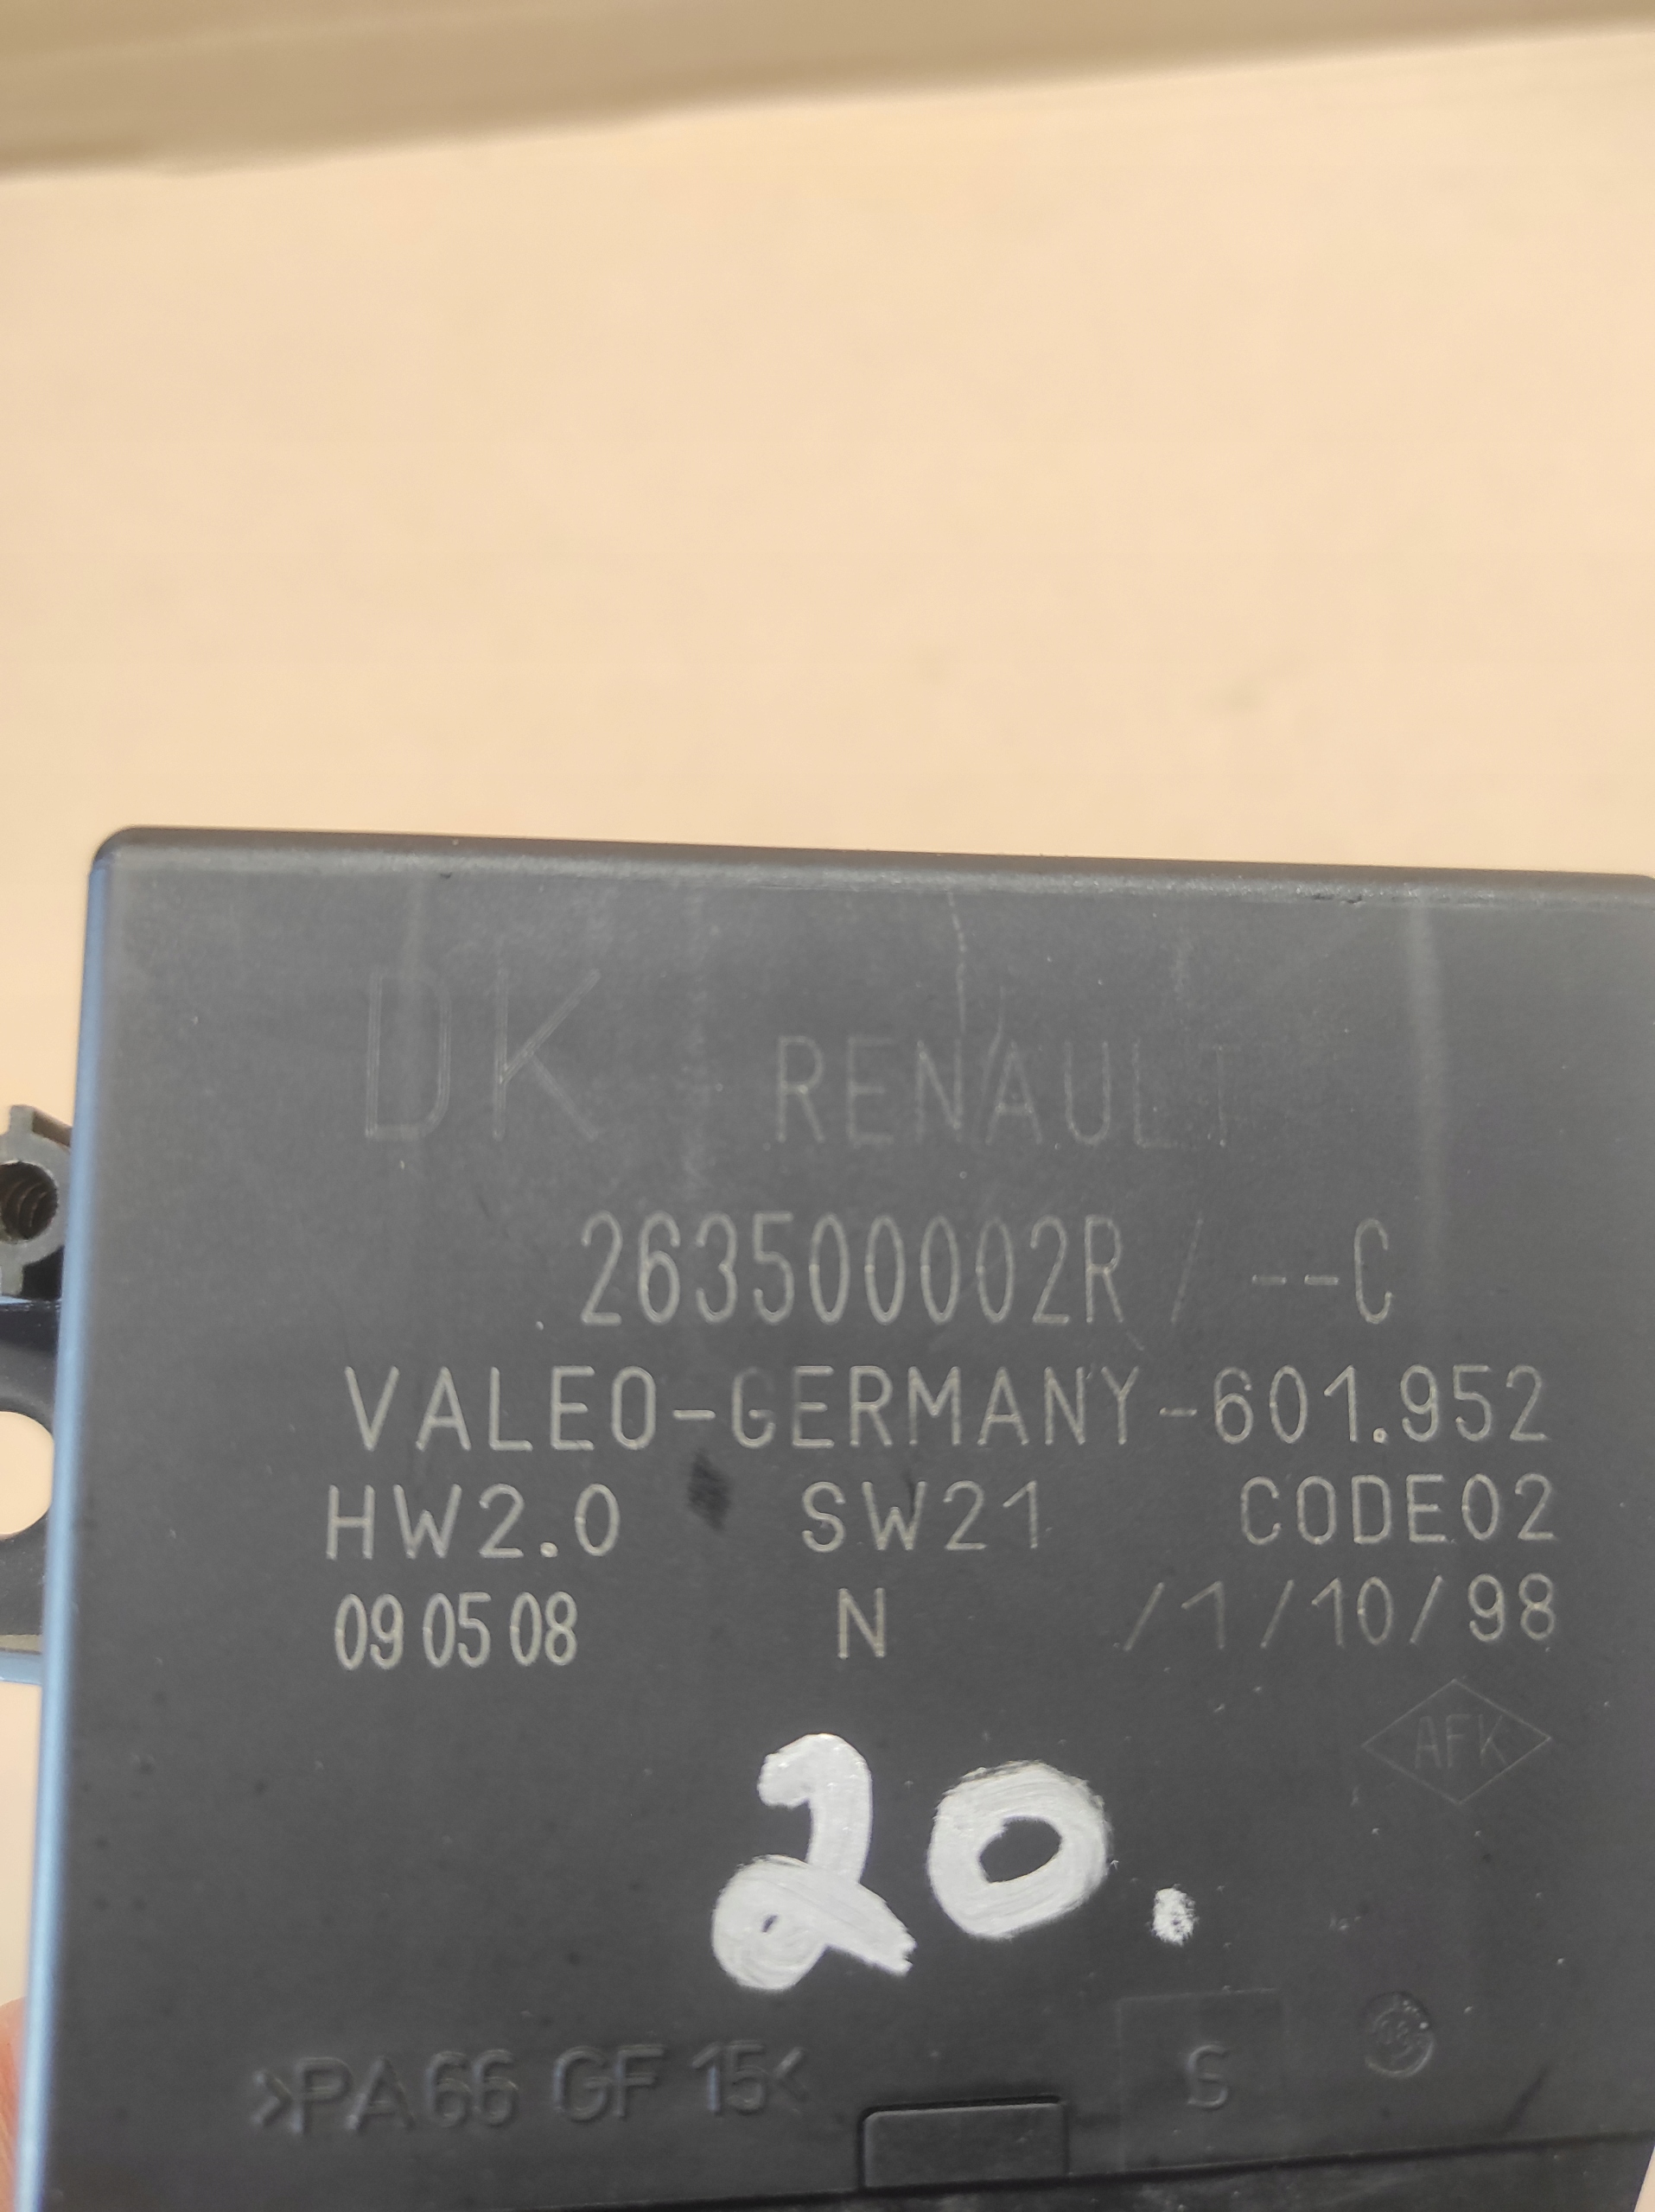 DK RENAULT
263500002R / --C
VALEO-GERMANY-601.952
HW2.0 SW21 CODE02
09 05 08 N /1/10/98
AFK
20.
>PA66 GF 15<
S